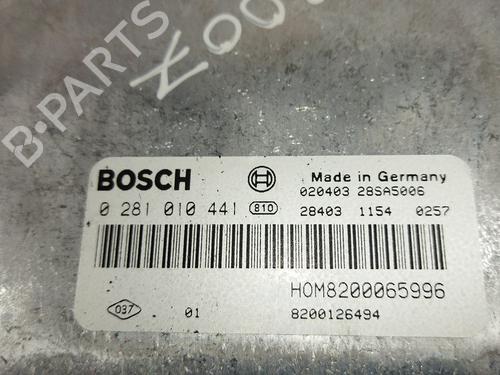 B-PARTS
XOOZ
BOSCH
Made in Germany
020403 28SA5006
0 281 010 441 810
28403 1154 0257
HOM8200065996
037
01
8200126494